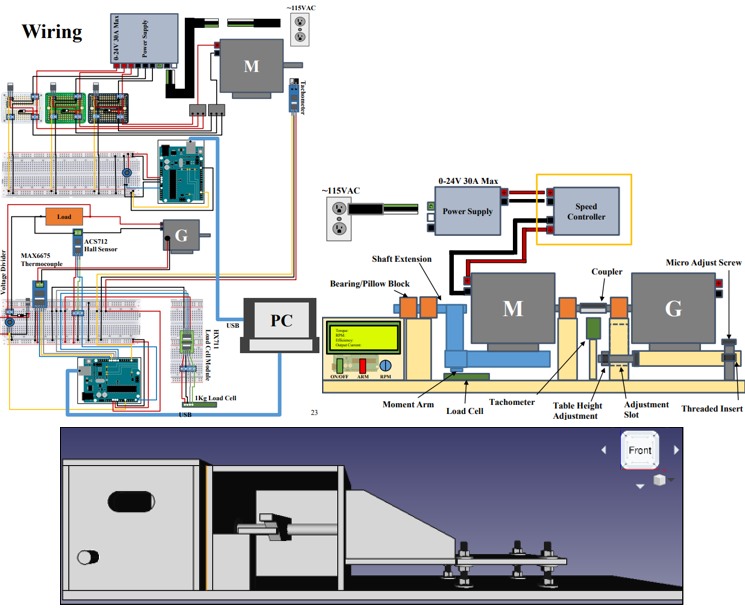 Wiring
~115VAC
0-24V 30A Max
Power Supply
M
Tachometer
Load
ACS712
Hall Sensor
G
MAX6675
Thermocouple
Voltage Divider
HX711
Load Cell Module
PC
USB
1Kg Load Cell
USB
23
~115VAC
0-24V 30A Max
Power Supply
Speed
Controller
Shaft Extension
Bearing/Pillow Block
Coupler
Micro Adjust Screw
M
G
Torque:
RPM:
Efficiency:
Output Current:
ON/OFF
ARM
RPM
Moment Arm
Load Cell
Tachometer
Table Height
Adjustment
Adjustment
Slot
Threaded Insert
Front